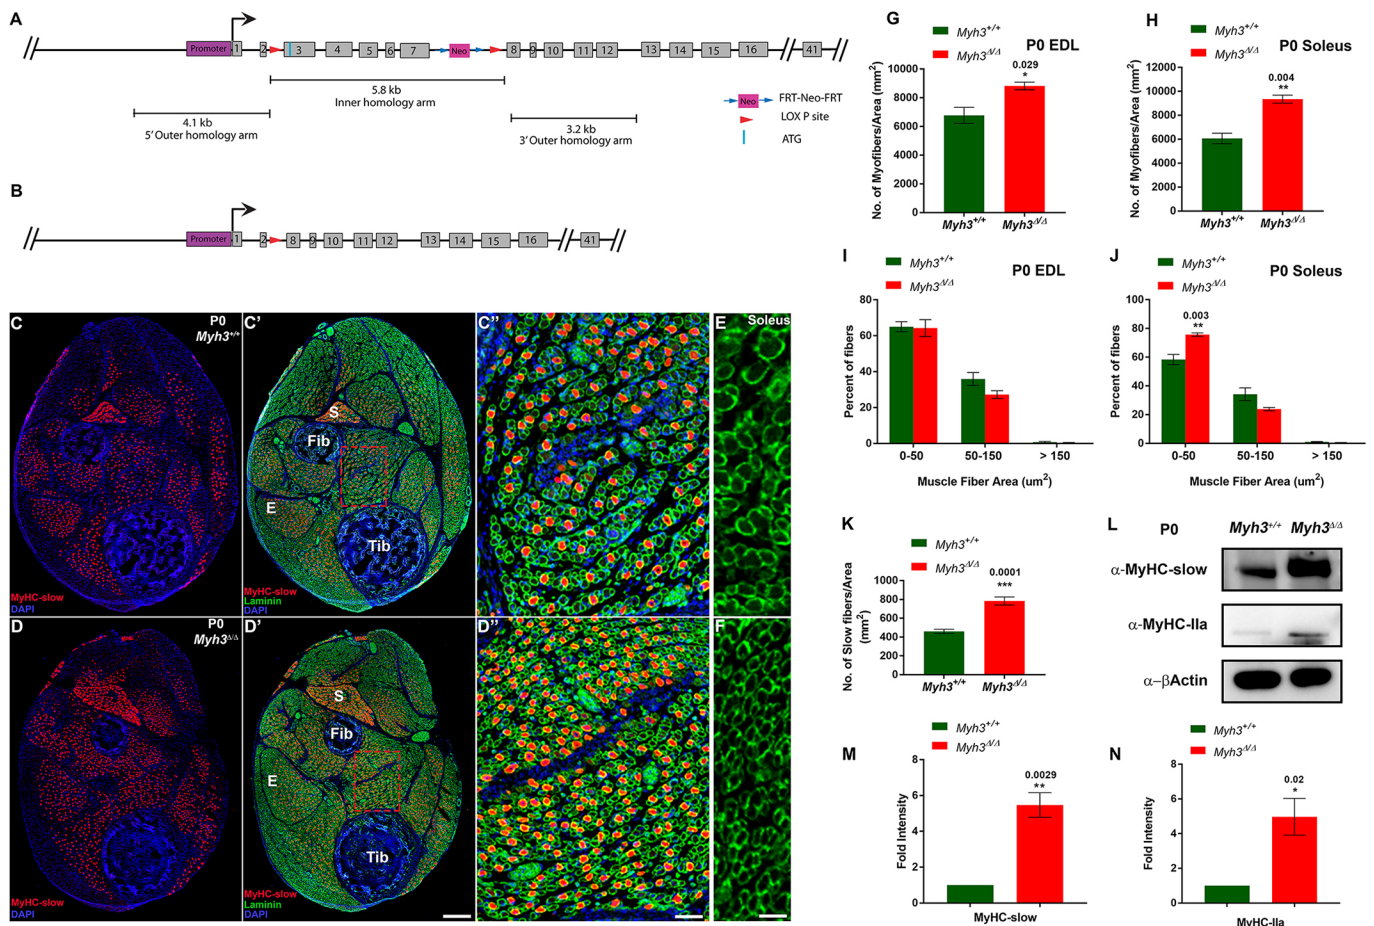 A
Promoter 1 2 3 4 5 6 7 Neo 8 9 10 11 12 13 14 15 16 41
5.8 kb
Inner homology arm
4.1 kb
5’ Outer homology arm
3.2 kb
3’ Outer homology arm
Neo FRT-Neo-FRT
LOX P site
ATG
B
Promoter 1 2 8 9 10 11 12 13 14 15 16 41
C P0
Myh3+/+
MyHC-slow
DAPI
C’
S
Fib
E
Tib
MyHC-slow
Laminin
DAPI
C’’
E Soleus
D P0
Myh3Δ/Δ
MyHC-slow
DAPI
D’
S
Fib
E
Tib
MyHC-slow
Laminin
DAPI
D’’
F
G
Myh3+/+
Myh3Δ/Δ
P0 EDL
No. of Myofibers/Area (mm2)
10000
8000
6000
4000
2000
0
0.029
*
Myh3+/+ Myh3Δ/Δ
H
Myh3+/+
Myh3Δ/Δ
P0 Soleus
No. of Myofibers/Area (mm2)
12000
10000
8000
6000
4000
2000
0
0.004
**
Myh3+/+ Myh3Δ/Δ
I
Myh3+/+
Myh3Δ/Δ
P0 EDL
Percent of fibers
80
60
40
20
0
0-50 50-150 > 150
Muscle Fiber Area (um2)
J
Myh3+/+
Myh3Δ/Δ
P0 Soleus
Percent of fibers
100
80
60
40
20
0
0.003
**
0-50 50-150 > 150
Muscle Fiber Area (um2)
K
Myh3+/+
Myh3Δ/Δ
No. of Slow fibers/Area
(mm2)
1000
800
600
400
200
0
0.0001
***
Myh3+/+ Myh3Δ/Δ
L P0 Myh3+/+ Myh3Δ/Δ
α-MyHC-slow
α-MyHC-IIa
α-βActin
M
Myh3+/+
Myh3Δ/Δ
Fold Intensity
8
6
4
2
0
0.0029
**
MyHC-slow
N
Myh3+/+
Myh3Δ/Δ
Fold Intensity
8
6
4
2
0
0.02
*
MyHC-IIa